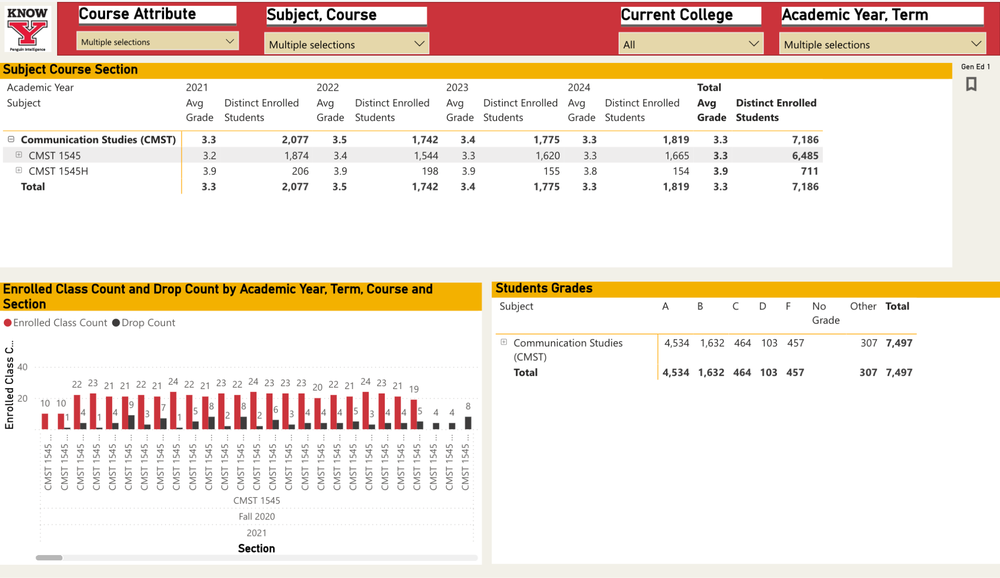 KNOW
Y
Penguin Intelligence
Course Attribute
Multiple selections
Subject, Course
Multiple selections
Current College
All
Academic Year, Term
Multiple selections
Subject Course Section
Gen Ed 1
Academic Year 2021 2022 2023 2024 Total
Subject Avg Grade Distinct Enrolled Students Avg Grade Distinct Enrolled Students Avg Grade Distinct Enrolled Students Avg Grade Distinct Enrolled Students Avg Grade Distinct Enrolled Students
Communication Studies (CMST) 3.3 2,077 3.5 1,742 3.4 1,775 3.3 1,819 3.3 7,186
CMST 1545 3.2 1,874 3.4 1,544 3.3 1,620 3.3 1,665 3.3 6,485
CMST 1545H 3.9 206 3.9 198 3.9 155 3.8 154 3.9 711
Total 3.3 2,077 3.5 1,742 3.4 1,775 3.3 1,819 3.3 7,186
Enrolled Class Count and Drop Count by Academic Year, Term, Course and
Section
Enrolled Class Count Drop Count
Enrolled Class C...
40
20
10 10 1 22 4 23 1 21 4 21 9 22 3 21 7 24 1 22 5 21 8 23 2 22 8 24 2 23 6 23 3 23 4 20 4 22 4 21 5 24 3 23 4 21 4 19 5 4 4 8
CMST 1545 ... CMST 1545 ... CMST 1545 ... CMST 1545 ... CMST 1545 ... CMST 1545 ... CMST 1545 ... CMST 1545 ... CMST 1545 ... CMST 1545 ... CMST 1545 ... CMST 1545 ... CMST 1545 ... CMST 1545 ... CMST 1545 ... CMST 1545 ... CMST 1545 ... CMST 1545 ... CMST 1545 ... CMST 1545 ... CMST 1545 ... CMST 1545 ... CMST 1545 ... CMST 1545 ... CMST 1545 ... CMST 1545 ... CMST 1545 ...
CMST 1545
Fall 2020
2021
Section
Students Grades
Subject A B C D F No Grade Other Total
Communication Studies (CMST) 4,534 1,632 464 103 457 307 7,497
Total 4,534 1,632 464 103 457 307 7,497